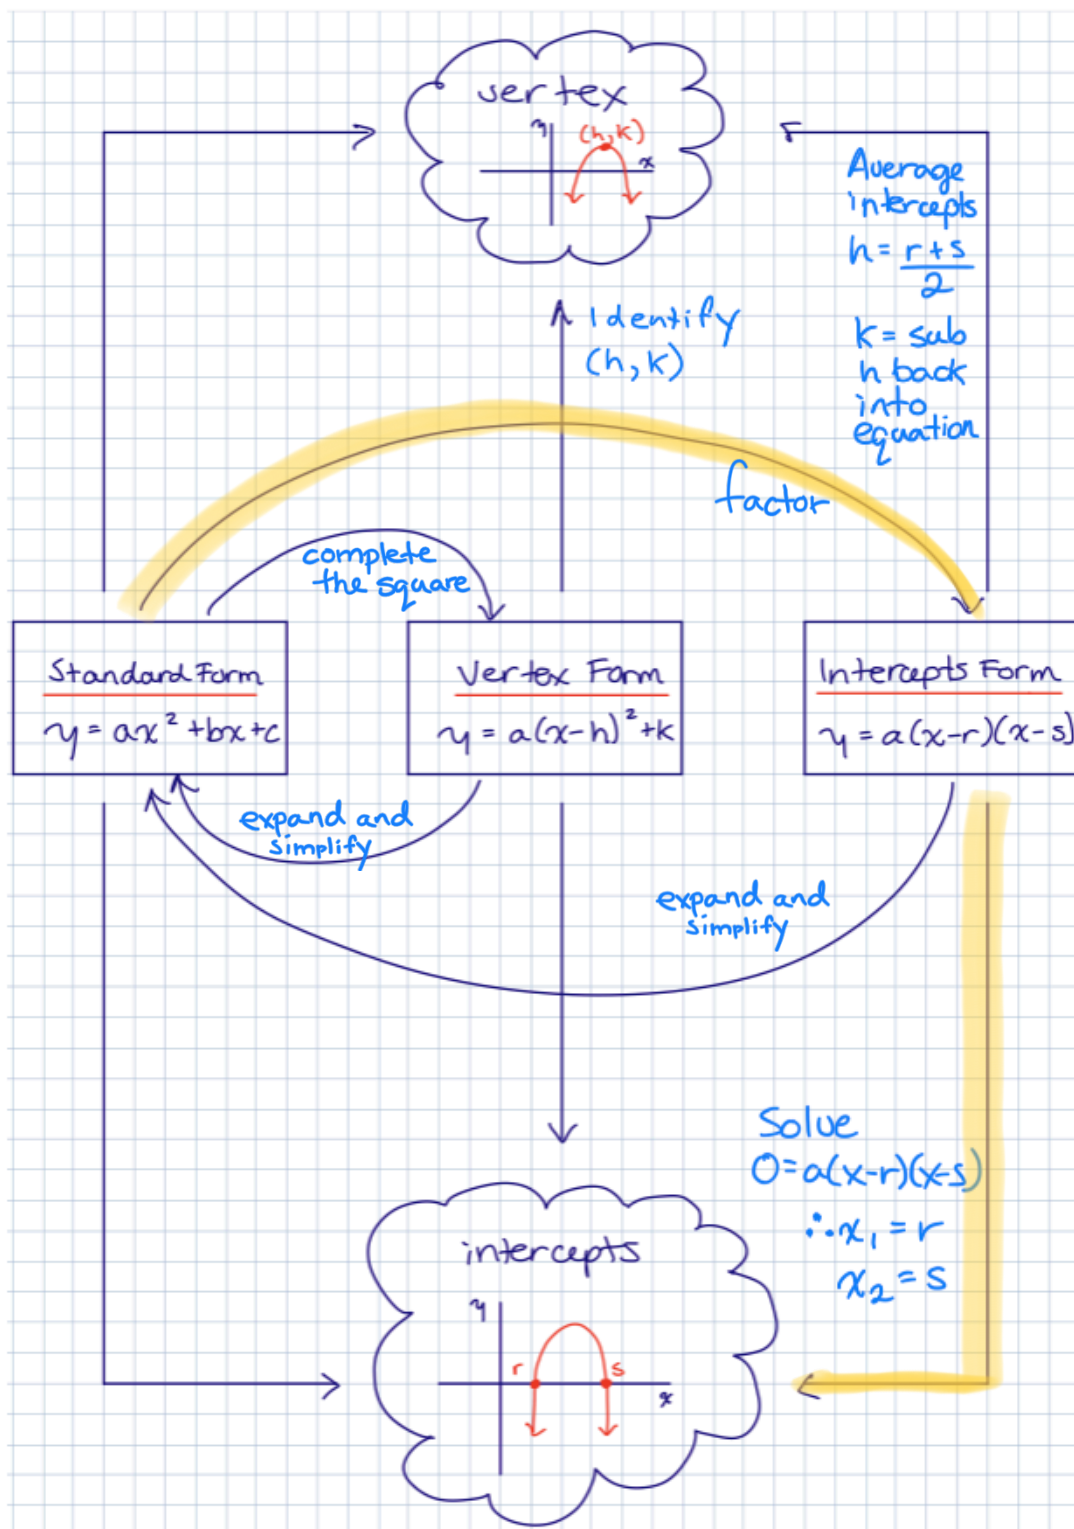 vertex
y
(h,k)
x
Average
intercepts
h = r+s
2
k = sub
h back
into
equation
Identify
(h, k)
factor
complete
the square
Standard Form
y = ax² +bx+c
Vertex Form
y = a(x-h)² +k
Intercepts Form
y = a(x-r)(x-s)
expand and
simplify
expand and
simplify
Solve
0=a(x-r)(x-s)
∴x₁ = r
x₂ = s
intercepts
y
r
s
x